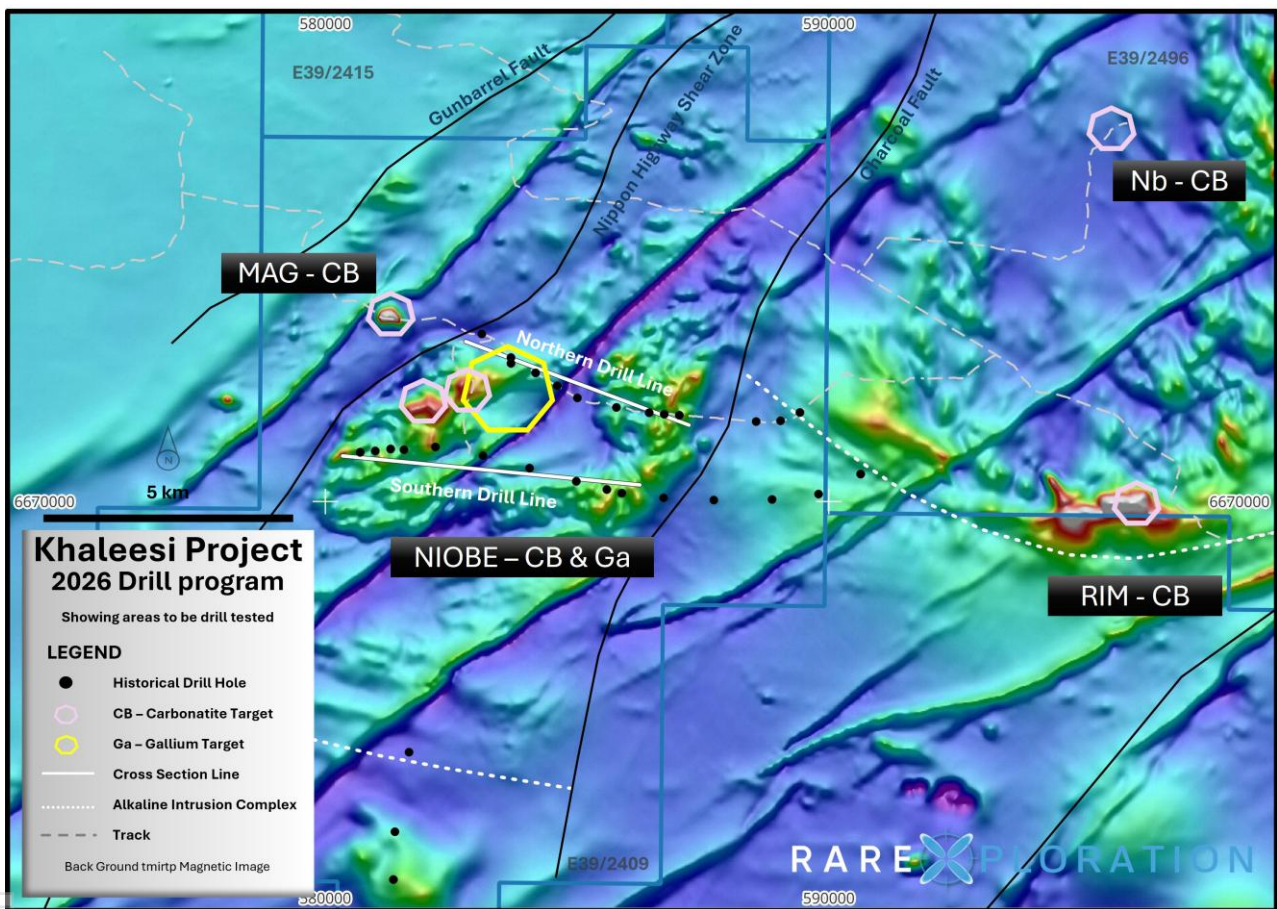 580000
590000
E39/2415
E39/2496
Gunbarrel Fault
Nippon Highway Shear Zone
Charcoal Fault
Nb - CB
MAG - CB
Northern Drill Line
Southern Drill Line
N
5 km
6670000
6670000
NIOBE – CB & Ga
RIM - CB
Khaleesi Project
2026 Drill program
Showing areas to be drill tested
LEGEND
Historical Drill Hole
CB – Carbonatite Target
Ga – Gallium Target
Cross Section Line
Alkaline Intrusion Complex
Track
Back Ground tmirtp Magnetic Image
E39/2409
RAREXPLORATION
580000
590000